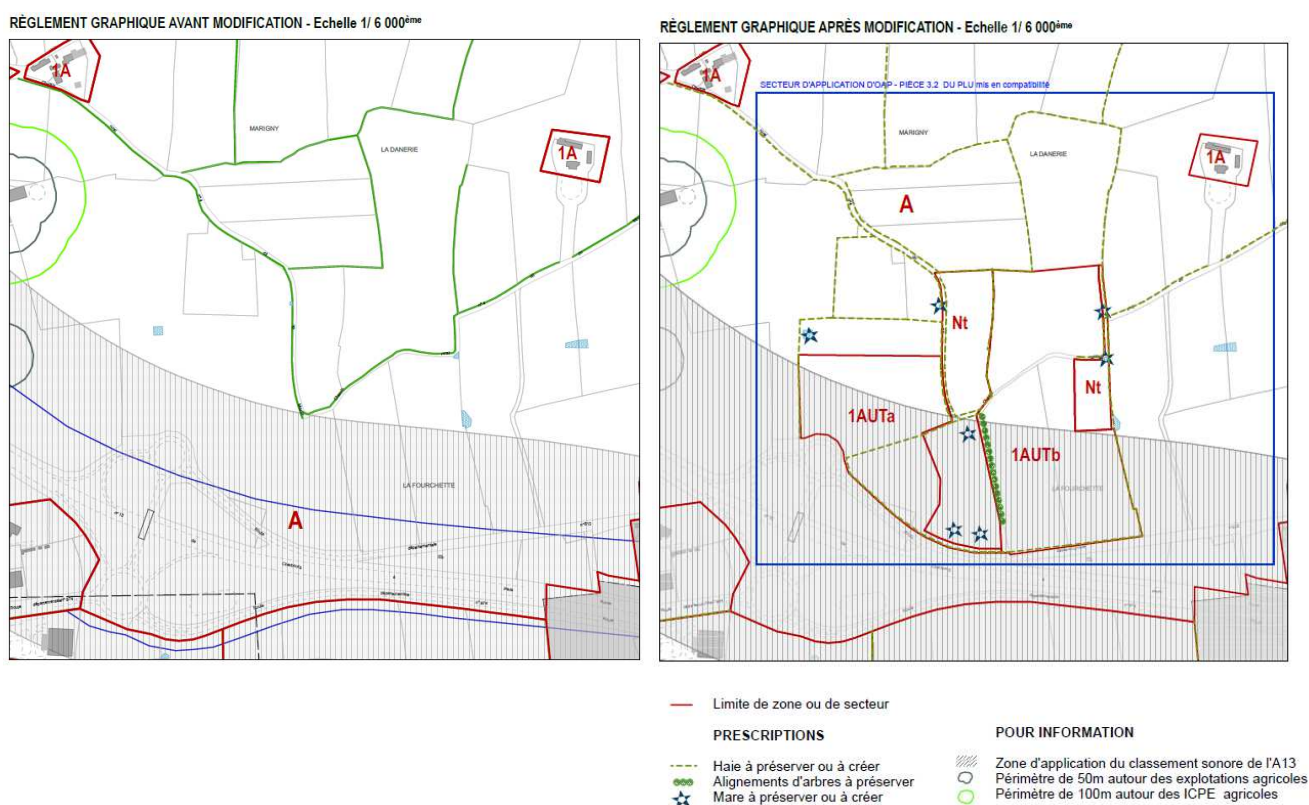 RÈGLEMENT GRAPHIQUE AVANT MODIFICATION - Echelle 1/ 6 000ème
1A
MARIGNY
LA DANERIE
1A
LA FOURCHETTE
A
RÈGLEMENT GRAPHIQUE APRÈS MODIFICATION - Echelle 1/ 6 000ème
1A
SECTEUR D'APPLICATION D'OAP - PIÈCE 3.2 DU PLU mis en compatibilité
MARIGNY
LA DANERIE
1A
A
Nt
Nt
1AUTa
1AUTb
LA FOURCHETTE
Limite de zone ou de secteur
PRESCRIPTIONS
Haie à préserver ou à créer
Alignements d'arbres à préserver
Mare à préserver ou à créer
POUR INFORMATION
Zone d'application du classement sonore de l'A13
Périmètre de 50m autour des explotations agricoles
Périmètre de 100m autour des ICPE agricoles